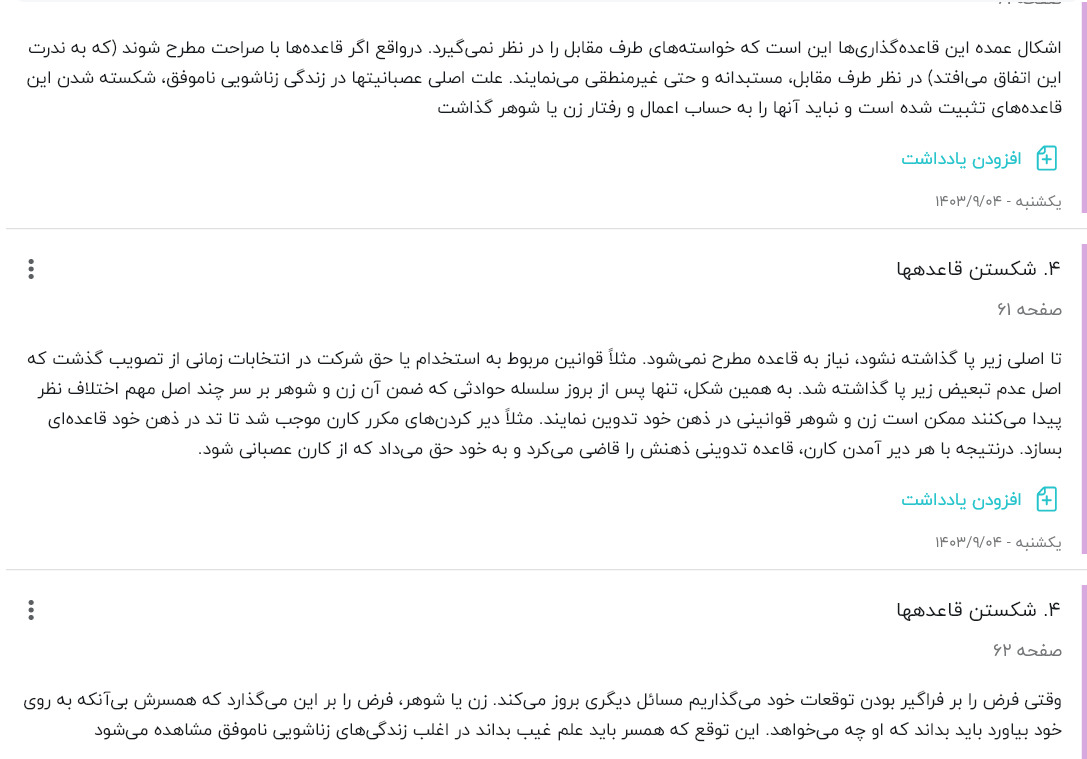 اشکال عمده این قاعده‌گذاری‌ها این است که خواسته‌های طرف مقابل را در نظر نمی‌گیرد. درواقع اگر قاعده‌ها با صراحت مطرح شوند (که به ندرت
این اتفاق می‌افتد) در نظر طرف مقابل، مستبدانه و حتی غیرمنطقی می‌نمایند. علت اصلی عصبانیتها در زندگی زناشویی ناموفق، شکسته شدن این
قاعده‌های تثبیت شده است و نباید آنها را به حساب اعمال و رفتار زن یا شوهر گذاشت
افزودن یادداشت
یکشنبه - ۱۴۰۳/۹/۰۴
۴. شکستن قاعدهها
صفحه ۶۱
تا اصلی زیر پا گذاشته نشود، نیاز به قاعده مطرح نمی‌شود. مثلاً قوانین مربوط به استخدام یا حق شرکت در انتخابات زمانی از تصویب گذشت که
اصل عدم تبعیض زیر پا گذاشته شد. به همین شکل، تنها پس از بروز سلسله حوادثی که ضمن آن زن و شوهر بر سر چند اصل مهم اختلاف نظر
پیدا می‌کنند ممکن است زن و شوهر قوانینی در ذهن خود تدوین نمایند. مثلاً دیر کردن‌های مکرر کارن موجب شد تا تد در ذهن خود قاعده‌ای
بسازد. درنتیجه با هر دیر آمدن کارن، قاعده تدوینی ذهنش را قاضی می‌کرد و به خود حق می‌داد که از کارن عصبانی شود.
افزودن یادداشت
یکشنبه - ۱۴۰۳/۹/۰۴
۴. شکستن قاعدهها
صفحه ۶۲
وقتی فرض را بر فراگیر بودن توقعات خود می‌گذاریم مسائل دیگری بروز می‌کند. زن یا شوهر، فرض را بر این می‌گذارد که همسرش بی‌آنکه به روی
خود بیاورد باید بداند که او چه می‌خواهد. این توقع که همسر باید علم غیب بداند در اغلب زندگی‌های زناشویی ناموفق مشاهده می‌شود